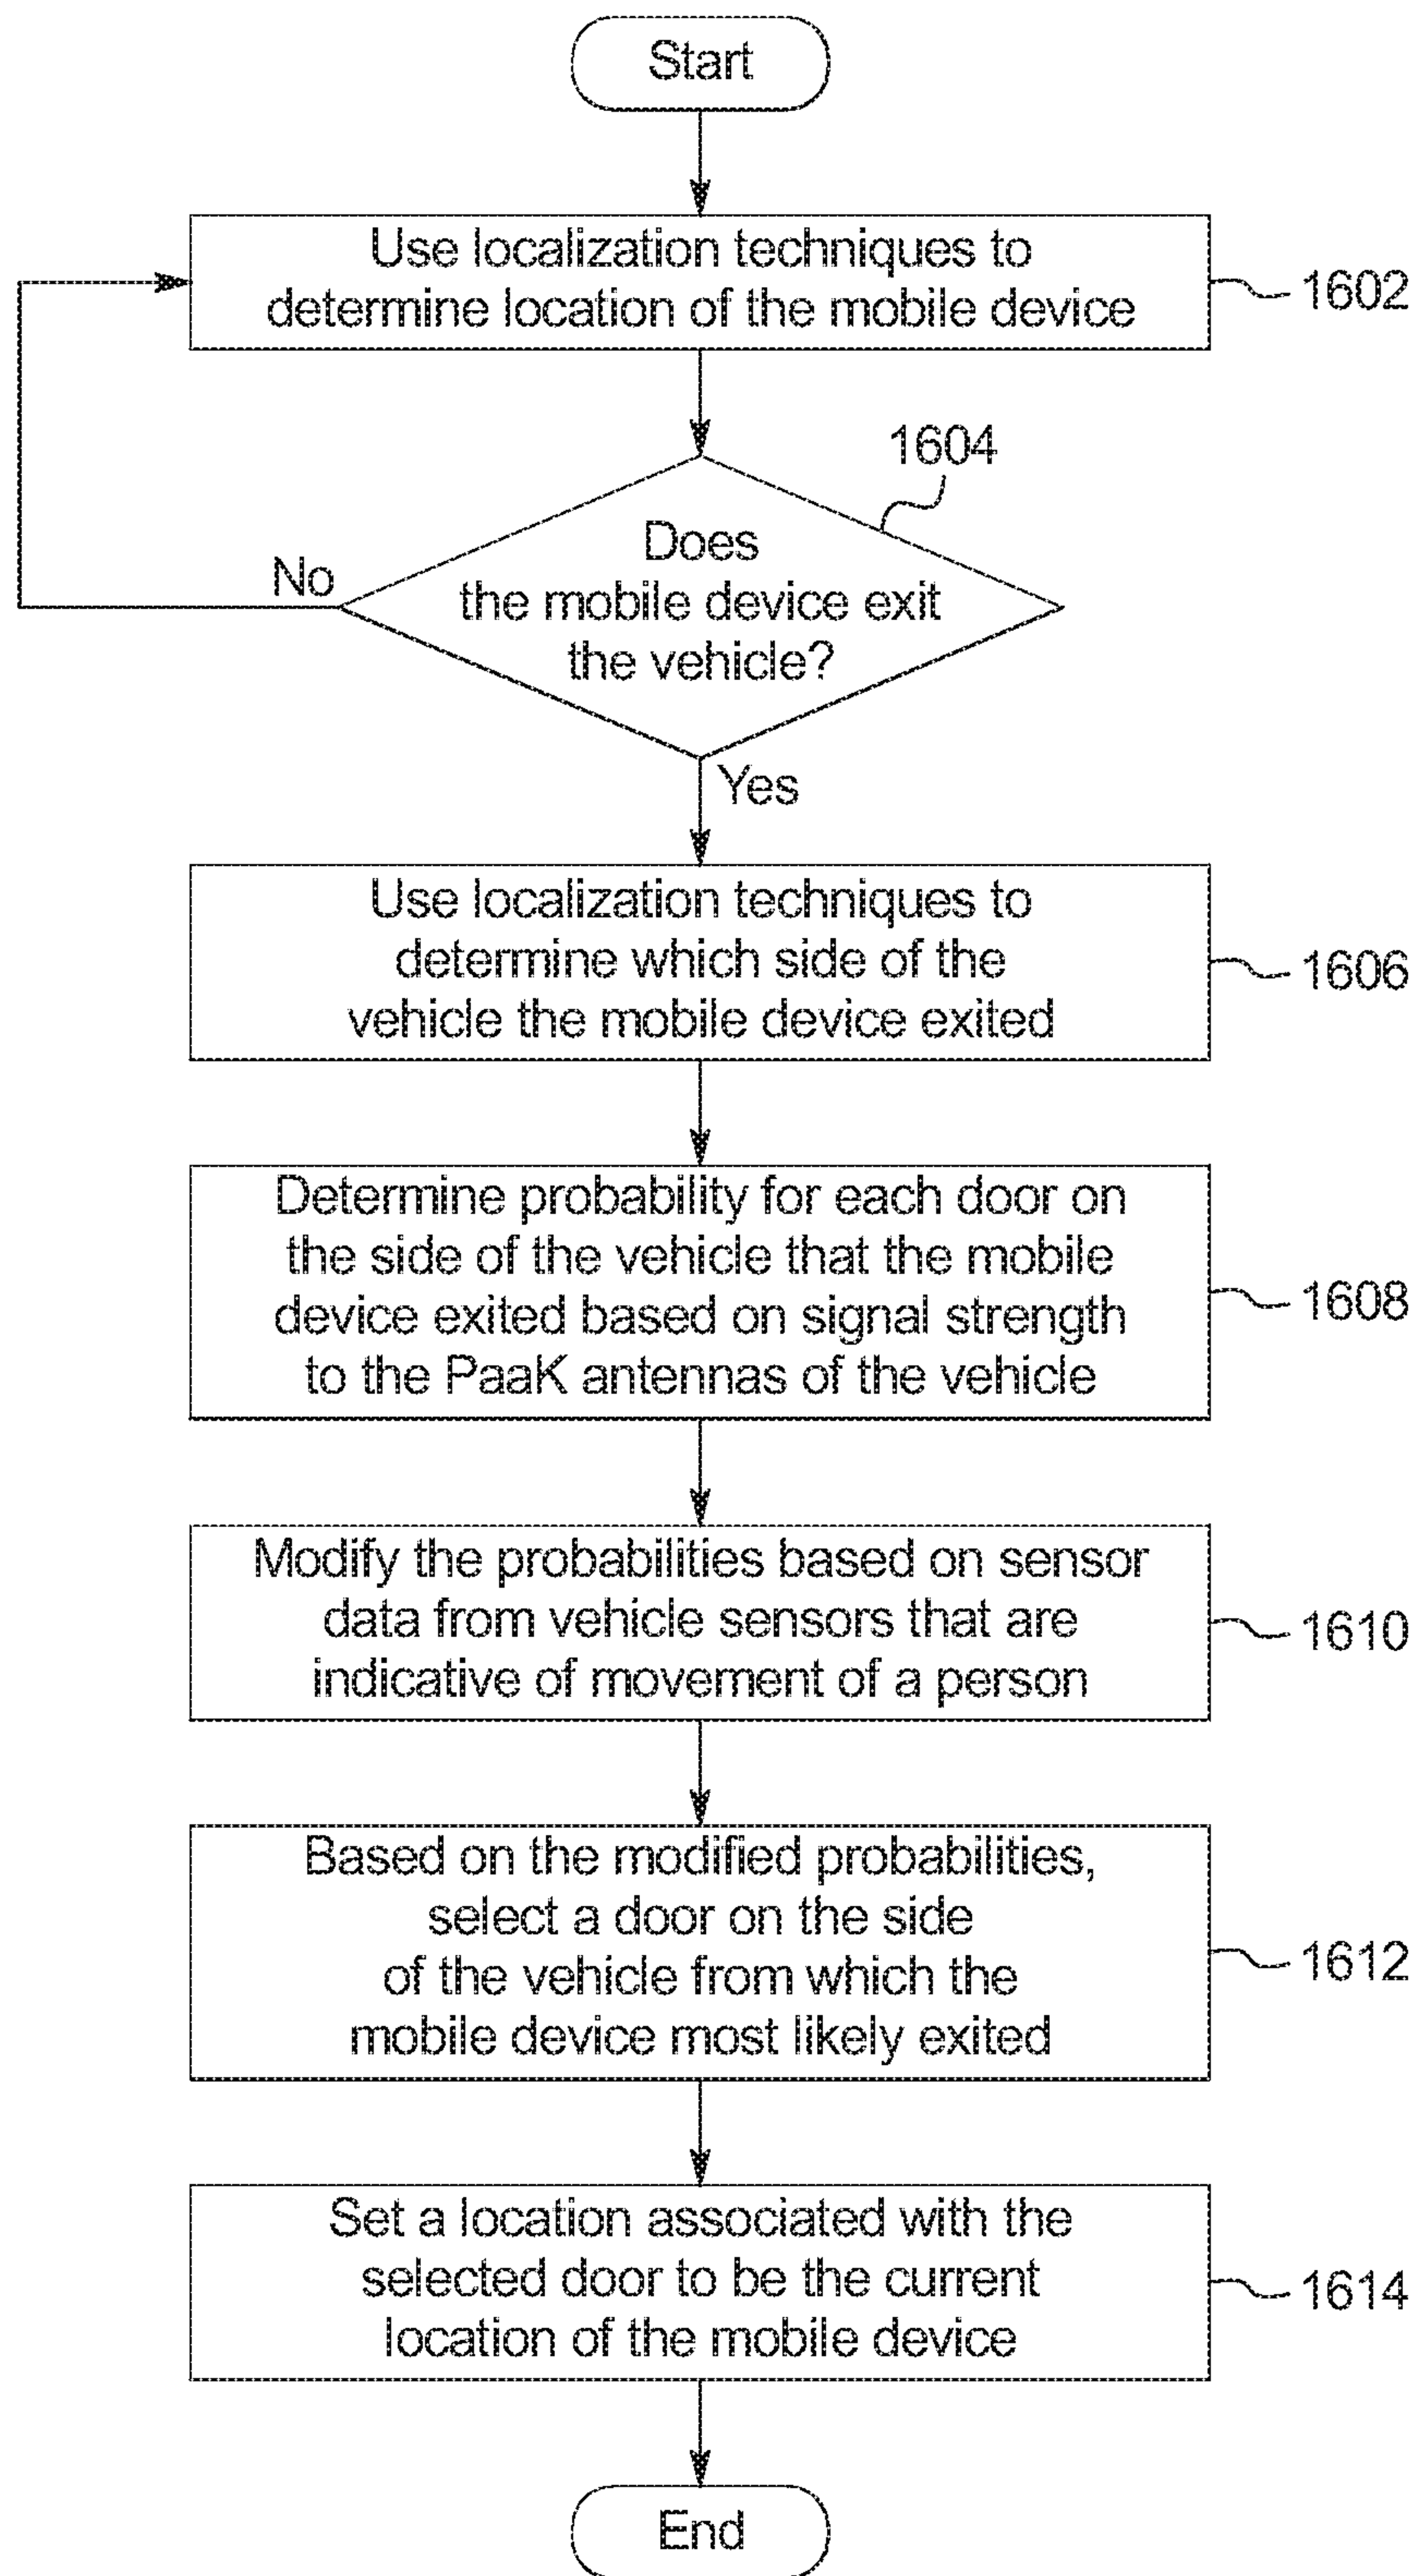 Start
Use localization techniques to
determine location of the mobile device
1602
1604
Does
the mobile device exit
the vehicle?
No
Yes
Use localization techniques to
determine which side of the
vehicle the mobile device exited
1606
Determine probability for each door on
the side of the vehicle that the mobile
device exited based on signal strength
to the PaaK antennas of the vehicle
1608
Modify the probabilities based on sensor
data from vehicle sensors that are
indicative of movement of a person
1610
Based on the modified probabilities,
select a door on the side
of the vehicle from which the
mobile device most likely exited
1612
Set a location associated with the
selected door to be the current
location of the mobile device
1614
End